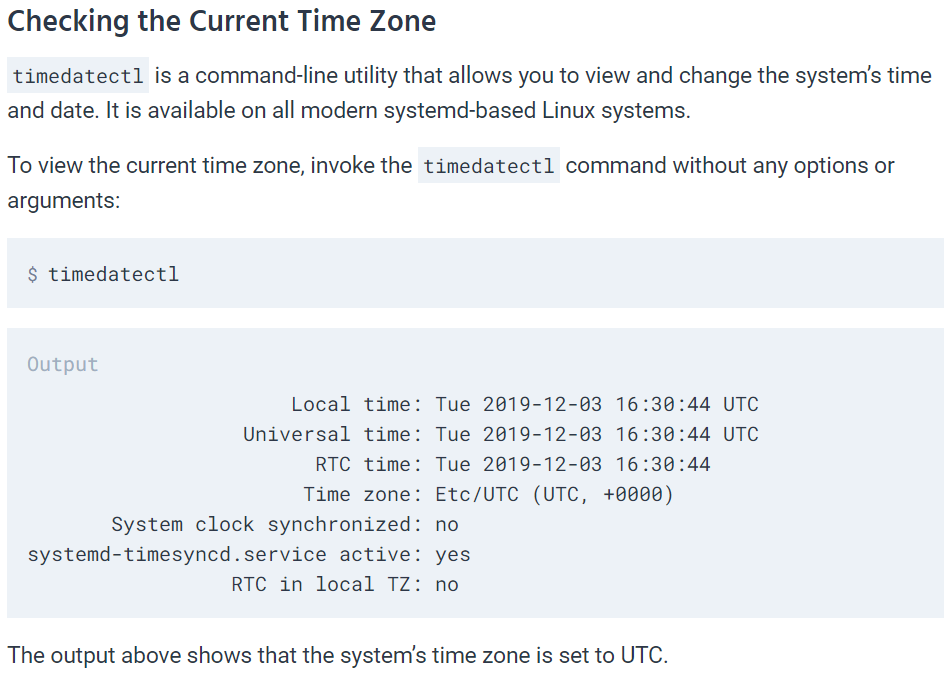 Checking the Current Time Zone
timedatectl is a command-line utility that allows you to view and change the system’s time
and date. It is available on all modern systemd-based Linux systems.
To view the current time zone, invoke the timedatectl command without any options or
arguments:
$ timedatectl
Output
Local time: Tue 2019-12-03 16:30:44 UTC
Universal time: Tue 2019-12-03 16:30:44 UTC
RTC time: Tue 2019-12-03 16:30:44
Time zone: Etc/UTC (UTC, +0000)
System clock synchronized: no
systemd-timesyncd.service active: yes
RTC in local TZ: no
The output above shows that the system’s time zone is set to UTC.